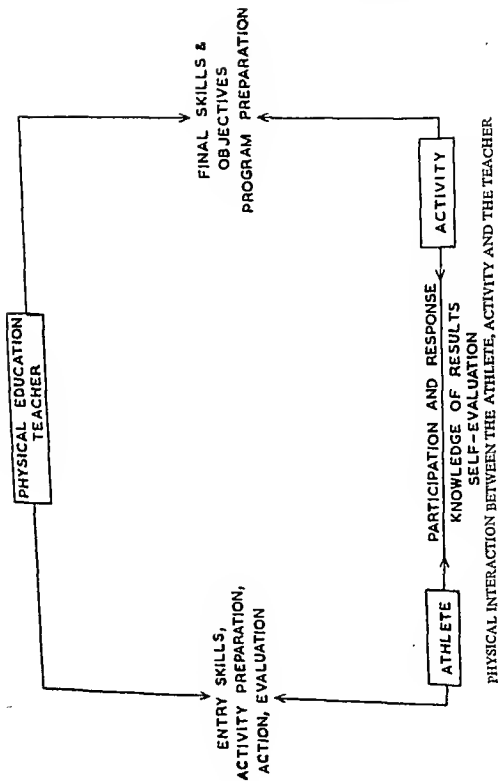 PHYSICAL EDUCATION
TEACHER
ENTRY SKILLS,
ACTIVITY PREPARATION,
ACTION, EVALUATION
FINAL SKILLS &
OBJECTIVES
PROGRAM PREPARATION
ATHLETE
PARTICIPATION AND RESPONSE
KNOWLEDGE OF RESULTS
SELF-EVALUATION
ACTIVITY
PHYSICAL INTERACTION BETWEEN THE ATHLETE, ACTIVITY AND THE TEACHER